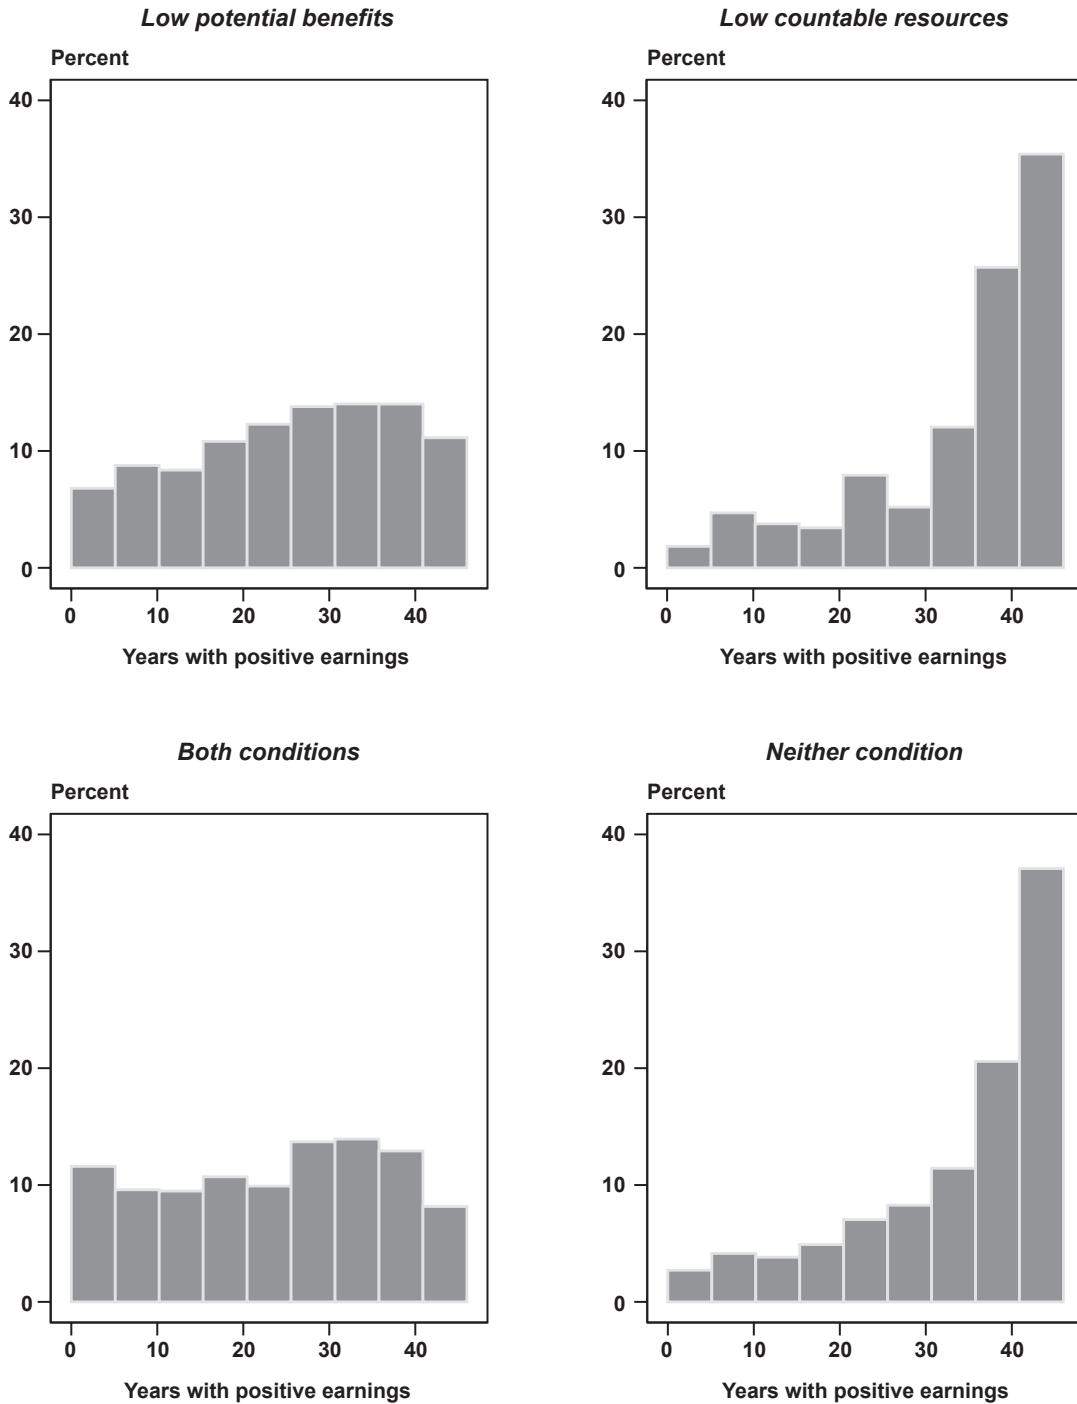 Low potential benefits
Percent
40
30
20
10
0
0 10 20 30 40
Years with positive earnings
Low countable resources
Percent
40
30
20
10
0
0 10 20 30 40
Years with positive earnings
Both conditions
Percent
40
30
20
10
0
0 10 20 30 40
Years with positive earnings
Neither condition
Percent
40
30
20
10
0
0 10 20 30 40
Years with positive earnings